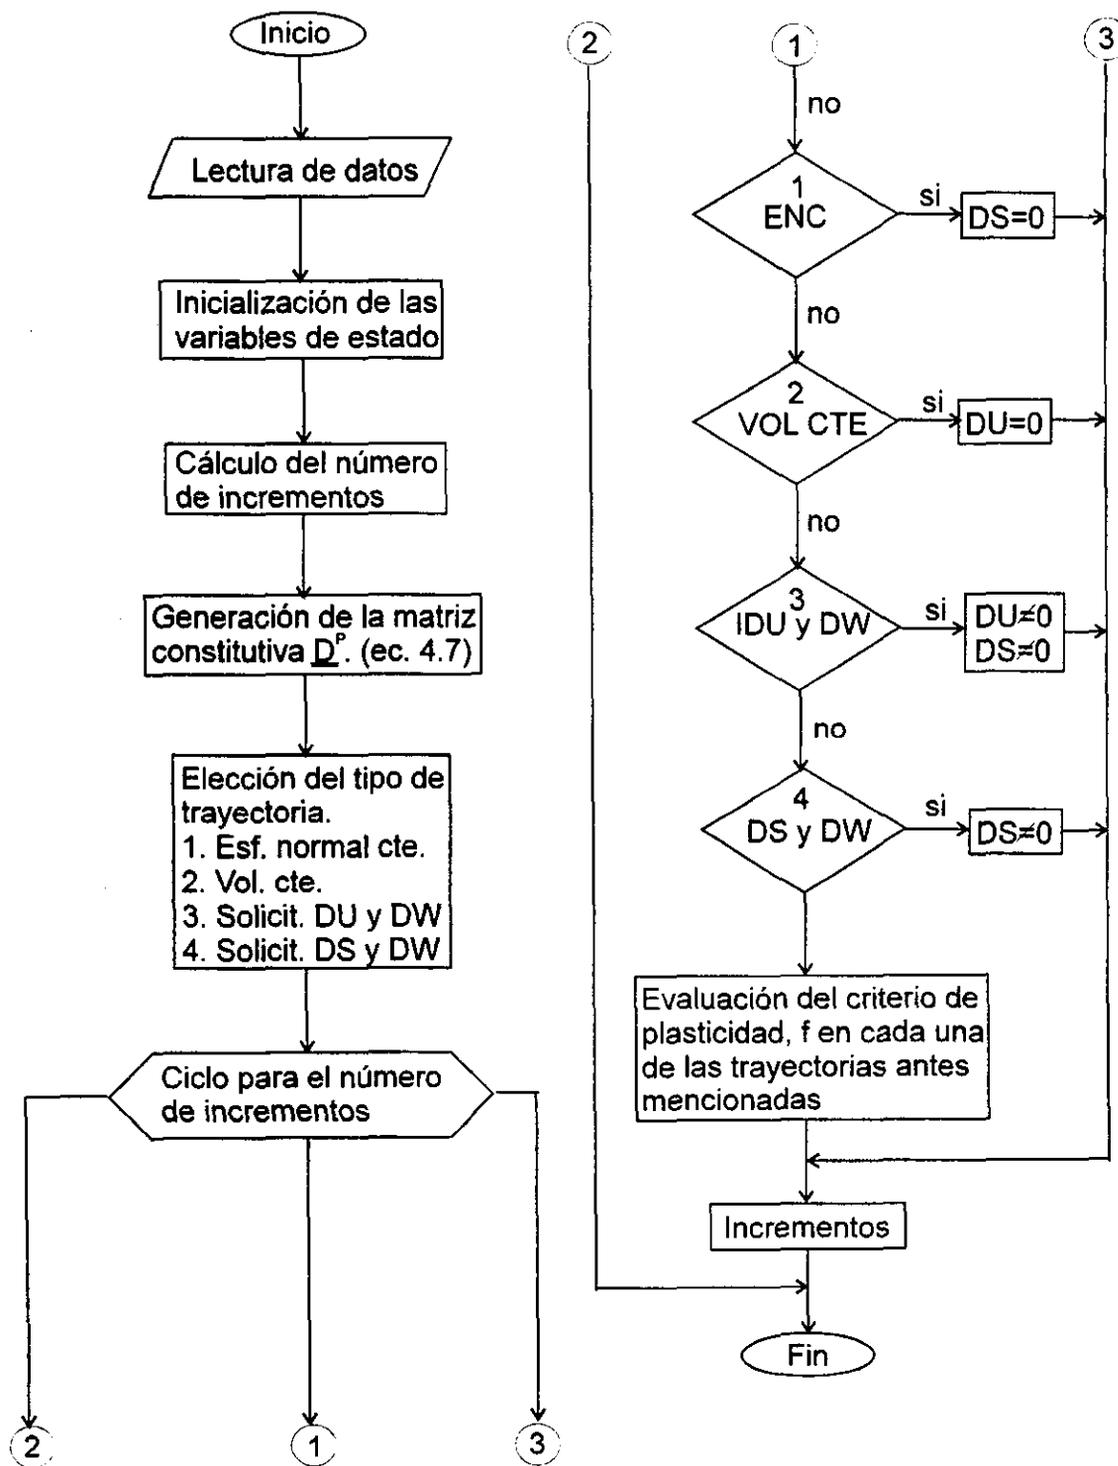 Inicio
Lectura de datos
Inicialización de las
variables de estado
Cálculo del número
de incrementos
Generación de la matriz
constitutiva D^P. (ec. 4.7)
Elección del tipo de
trayectoria.
1. Esf. normal cte.
2. Vol. cte.
3. Solicit. DU y DW
4. Solicit. DS y DW
Ciclo para el número
de incrementos
2
1
3
2
1
3
no
1
ENC
si
DS=0
no
2
VOL CTE
si
DU=0
no
3
IDU y DW
si
DU≠0
DS≠0
no
4
DS y DW
si
DS≠0
Evaluación del criterio de
plasticidad, f en cada una
de las trayectorias antes
mencionadas
Incrementos
Fin